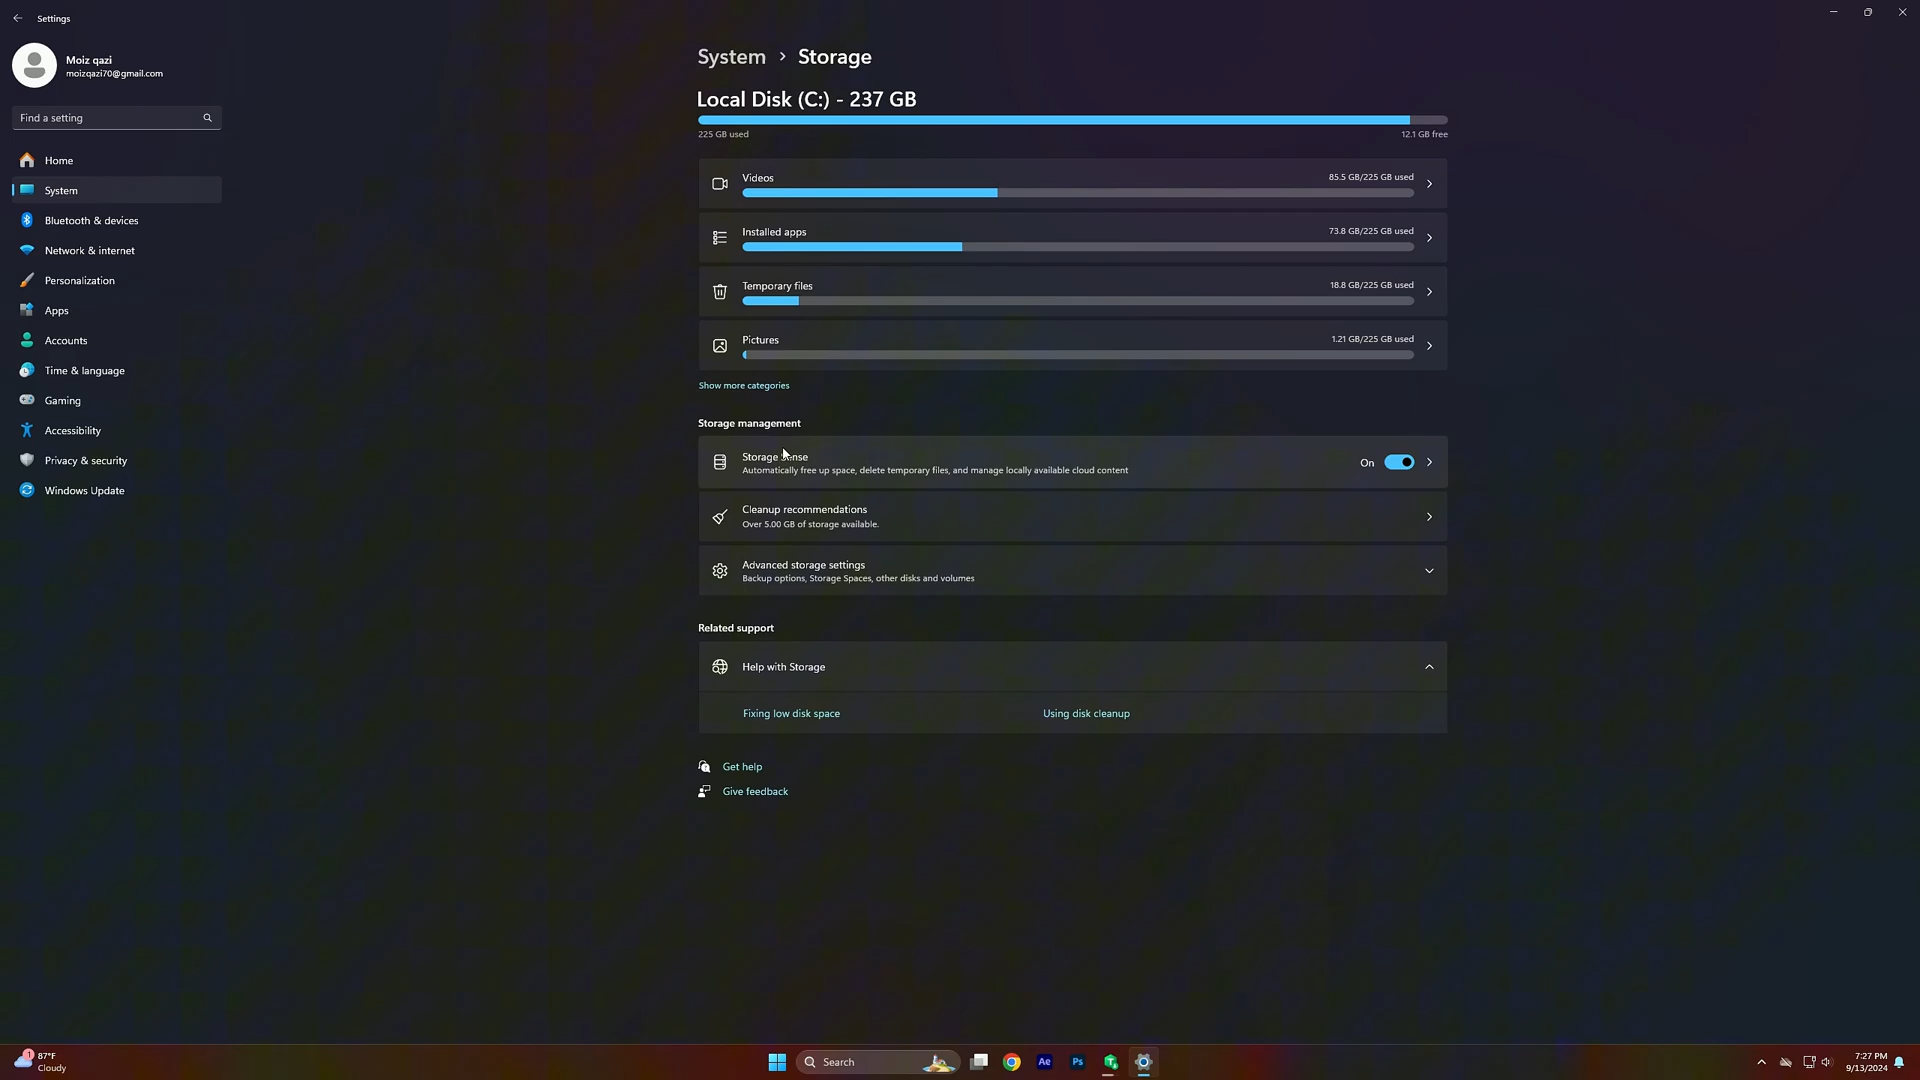 Settings
Moiz qazi
moizqazi70@gmail.com
Find a setting
Home
System
Bluetooth & devices
Network & internet
Personalization
Apps
Accounts
Time & language
Gaming
Accessibility
Privacy & security
Windows Update
System > Storage
Local Disk (C:) - 237 GB
225 GB used 12.1 GB free
Videos 85.5 GB/225 GB used
Installed apps 73.8 GB/225 GB used
Temporary files 18.8 GB/225 GB used
Pictures 1.21 GB/225 GB used
Show more categories
Storage management
Storage Sense On
Automatically free up space, delete temporary files, and manage locally available cloud content
Cleanup recommendations
Over 5.00 GB of storage available.
Advanced storage settings
Backup options, Storage Spaces, other disks and volumes
Related support
Help with Storage
Fixing low disk space Using disk cleanup
Get help
Give feedback
1
87°F
Cloudy
Search
Ae
Ps
7:27 PM
9/13/2024